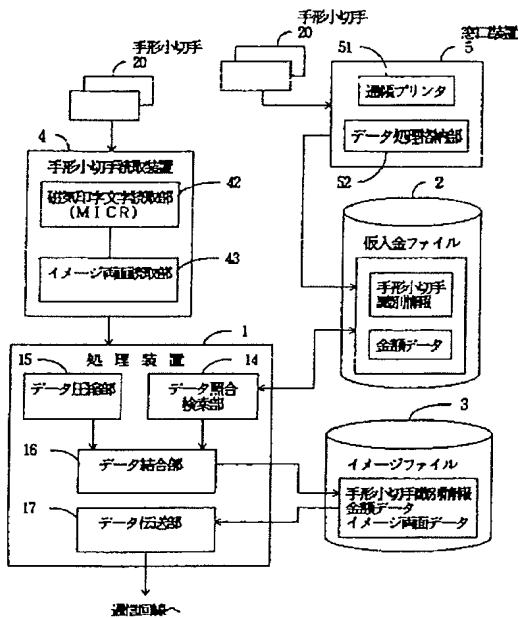 手形小切手
20
手形小切手
20
窓口装置
5
51
通帳プリンタ
データ処理格納部
52
4
手形小切手読取装置
42
磁気印字文字読取部
(MICR)
43
イメージ両面読取部
2
仮入金ファイル
手形小切手
識別情報
金額データ
1
処理装置
15
14
データ圧縮部
データ照合
検索部
16
データ結合部
17
データ伝送部
3
イメージファイル
手形小切手識別情報
金額データ
イメージ両面データ
通信回線へ